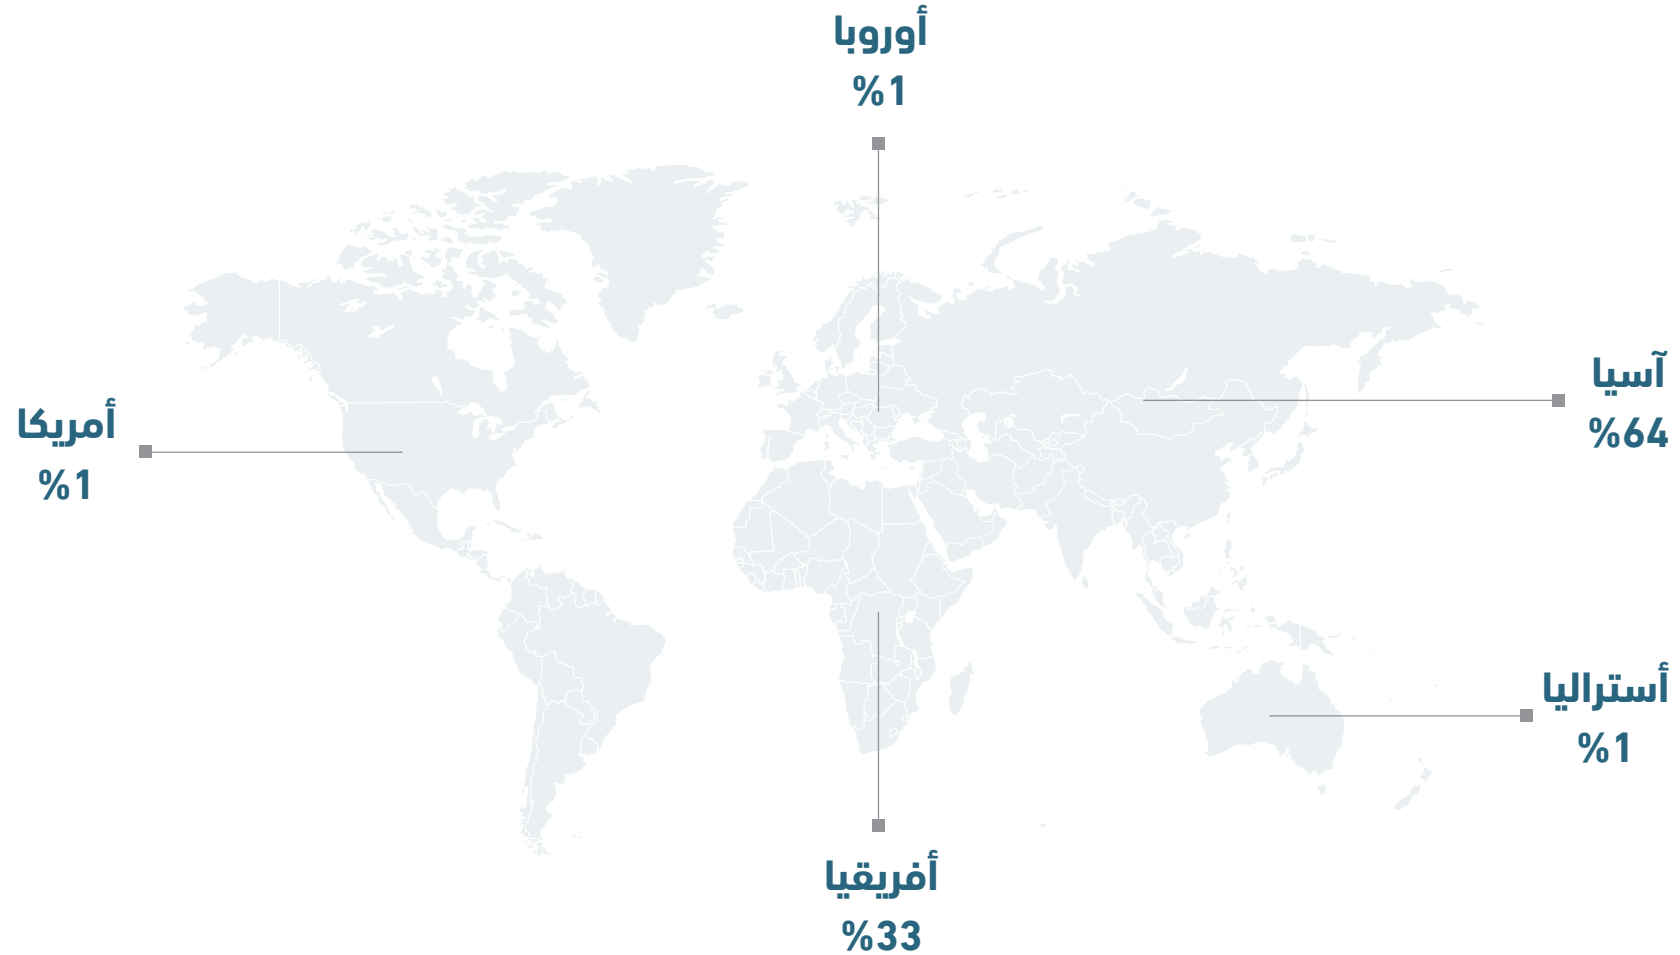 أوروبا
%1
آسيا
%64
أمريكا
%1
أستراليا
%1
أفريقيا
%33